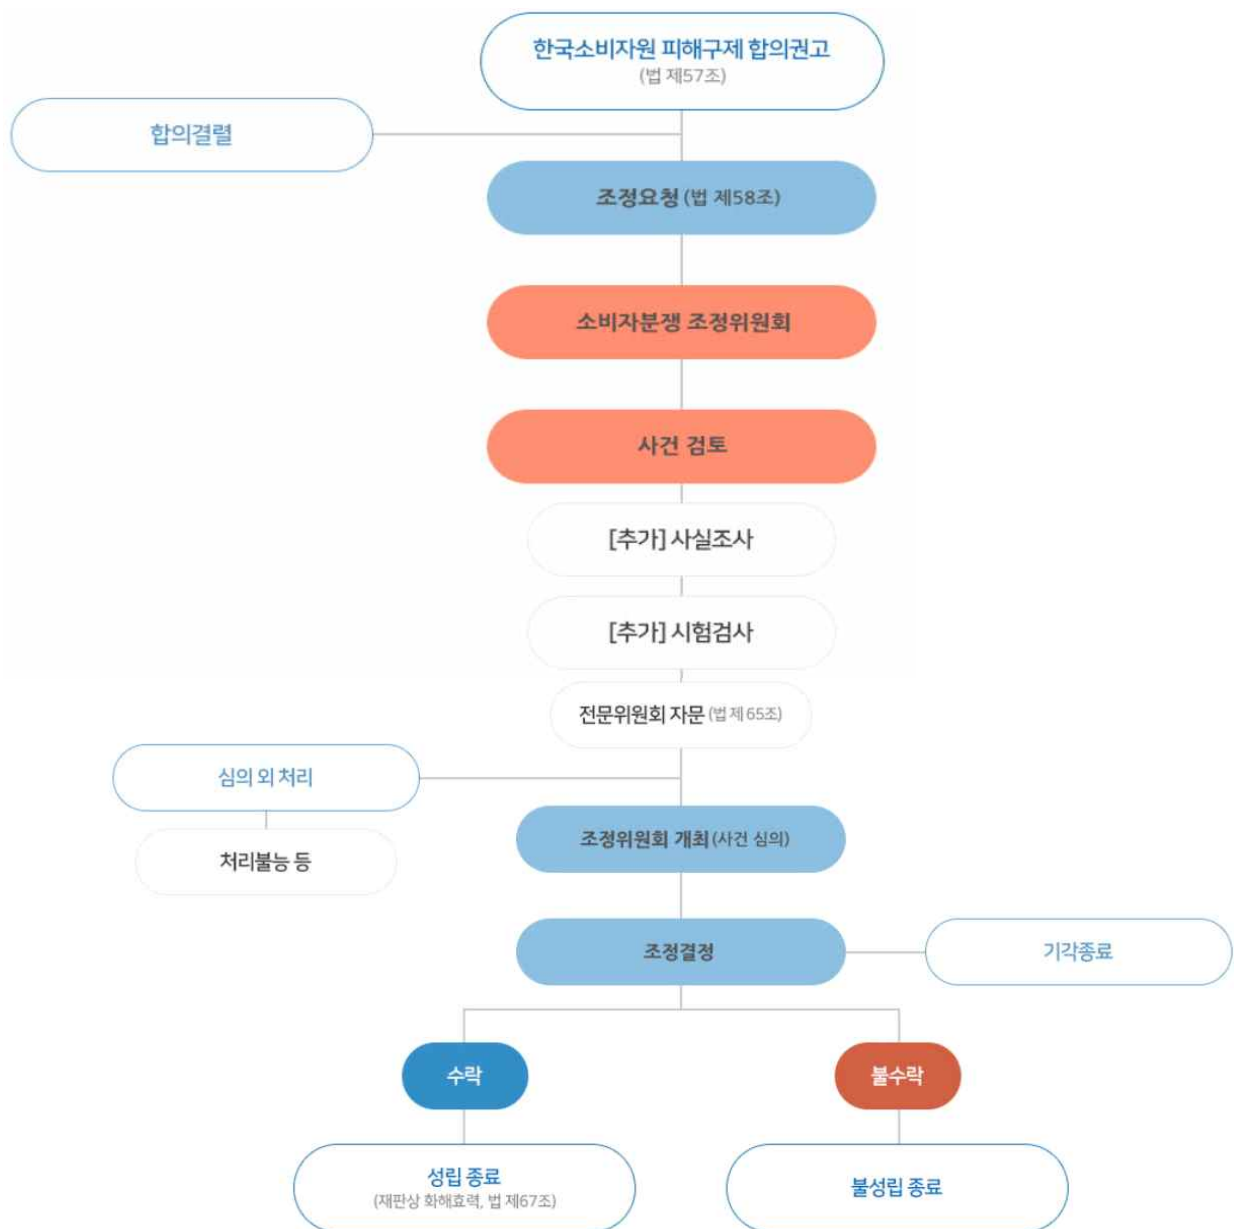 한국소비자원 피해구제 합의권고
(법 제57조)
합의결렬
조정요청 (법 제58조)
소비자분쟁 조정위원회
사건 검토
[추가] 사실조사
[추가] 시험검사
전문위원회 자문 (법 제 65조)
심의 외 처리
처리불능 등
조정위원회 개최 (사건 심의)
조정결정
기각종료
수락
불수락
성립 종료
(재판상 화해효력, 법 제67조)
불성립 종료